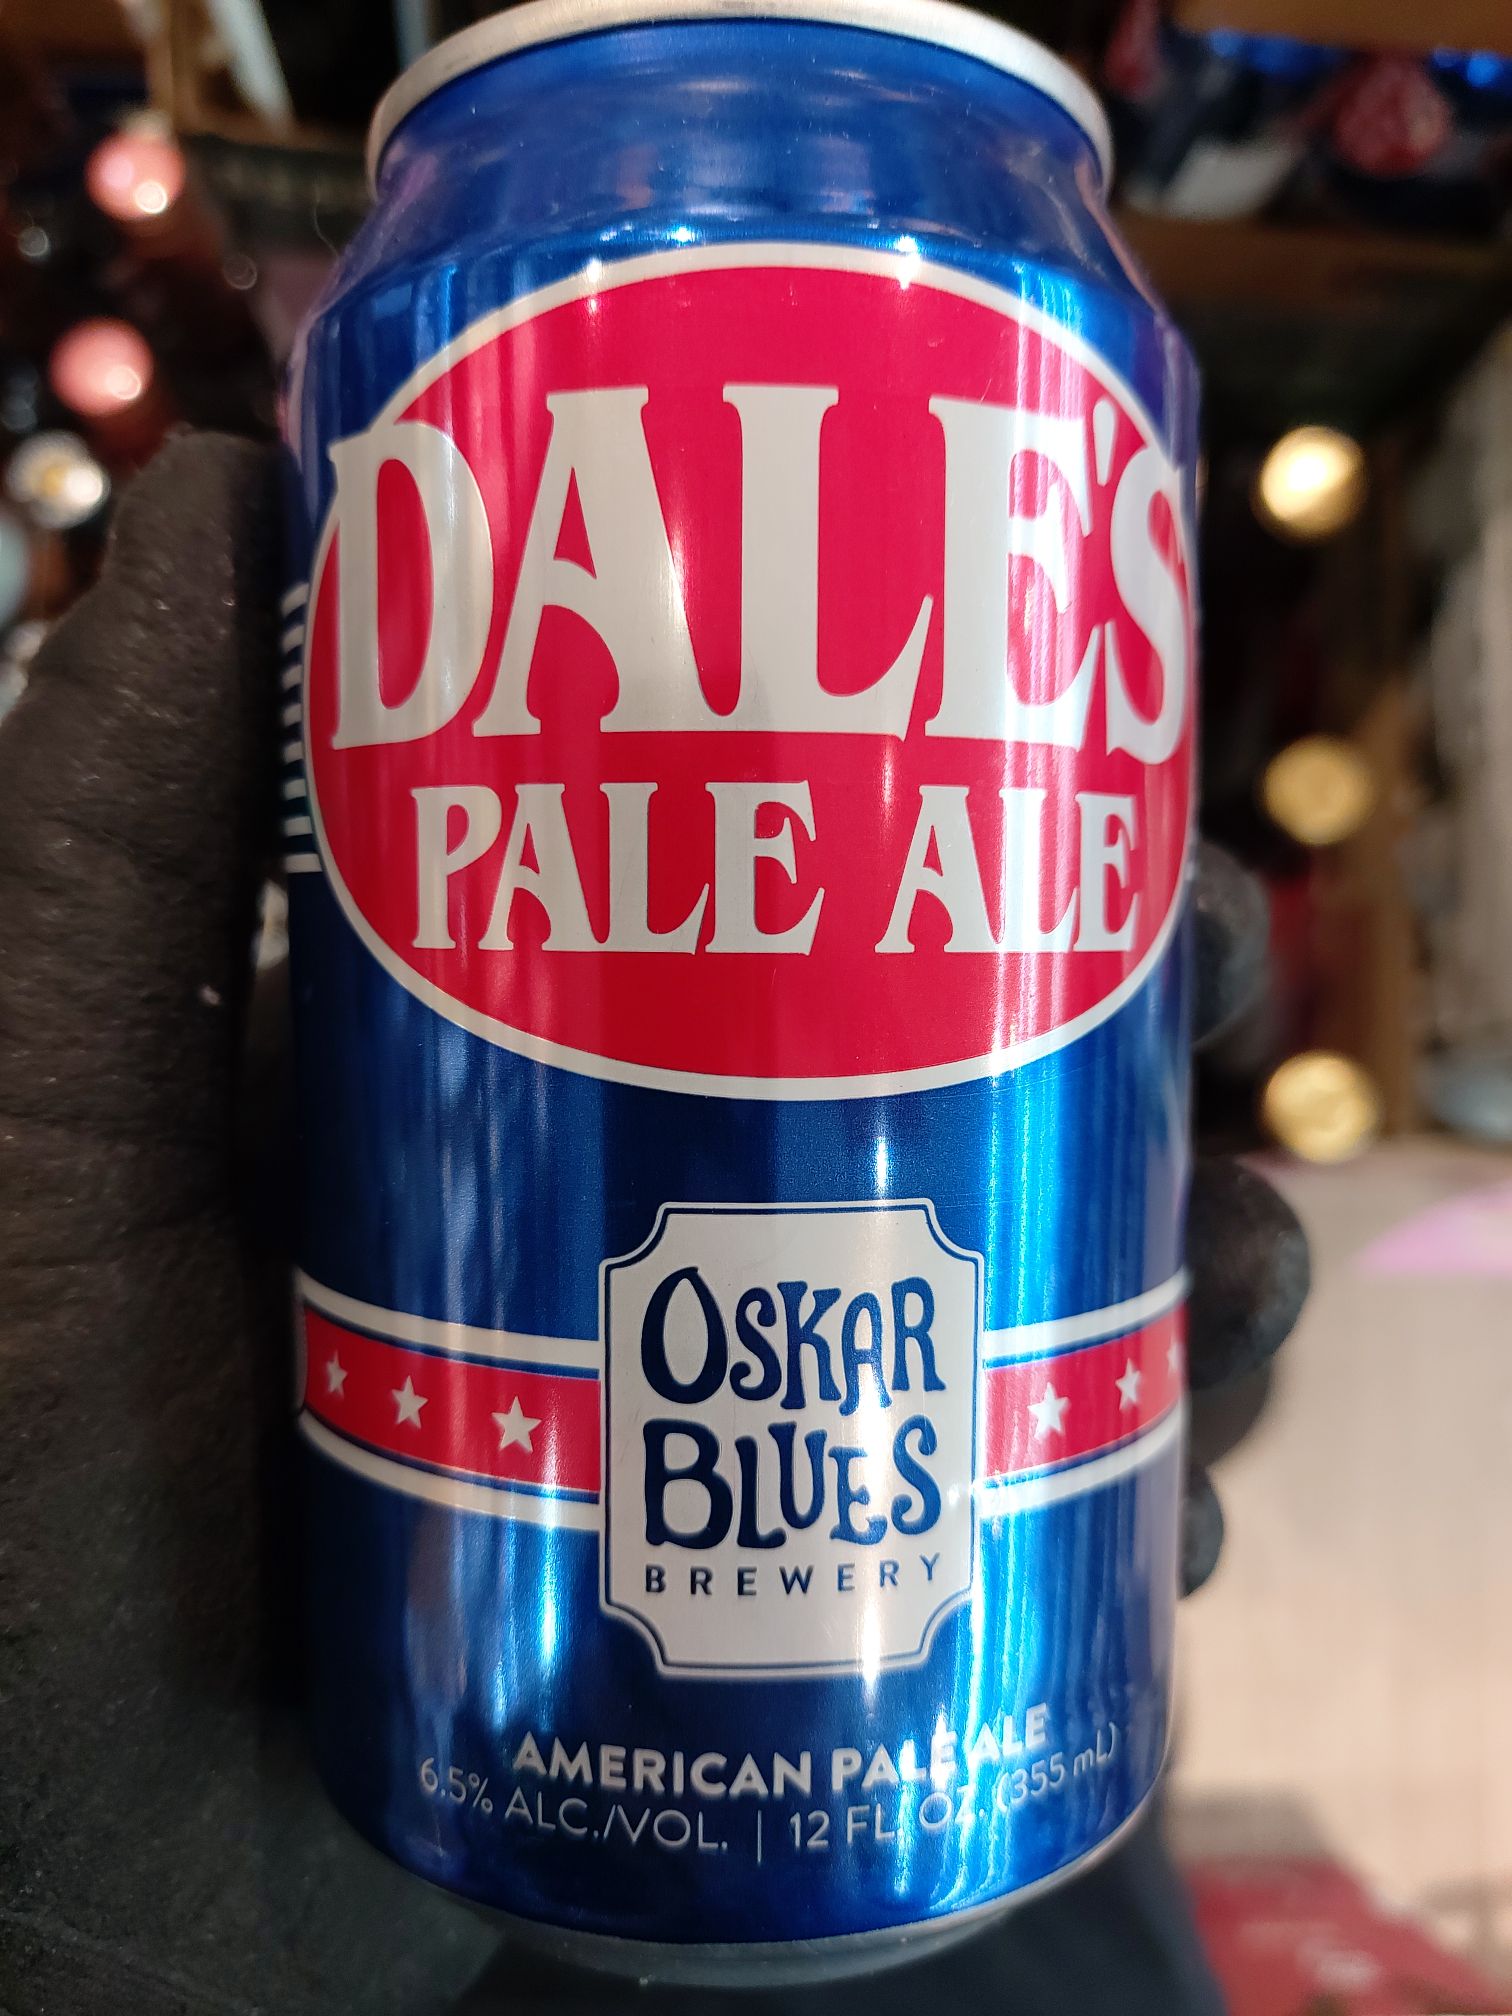 DALE'S
PALE ALE
OSKAR
BLUES
BREWERY
AMERICAN PALE ALE
6.5% ALC./VOL. | 12 FL. OZ. (355 mL)